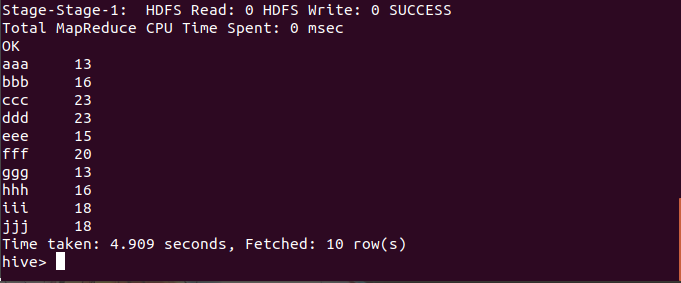 Stage-Stage-1:  HDFS Read: 0 HDFS Write: 0 SUCCESS
Total MapReduce CPU Time Spent: 0 msec
OK
aaa     13
bbb     16
ccc     23
ddd     23
eee     15
fff     20
ggg     13
hhh     16
iii     18
jjj     18
Time taken: 4.909 seconds, Fetched: 10 row(s)
hive>